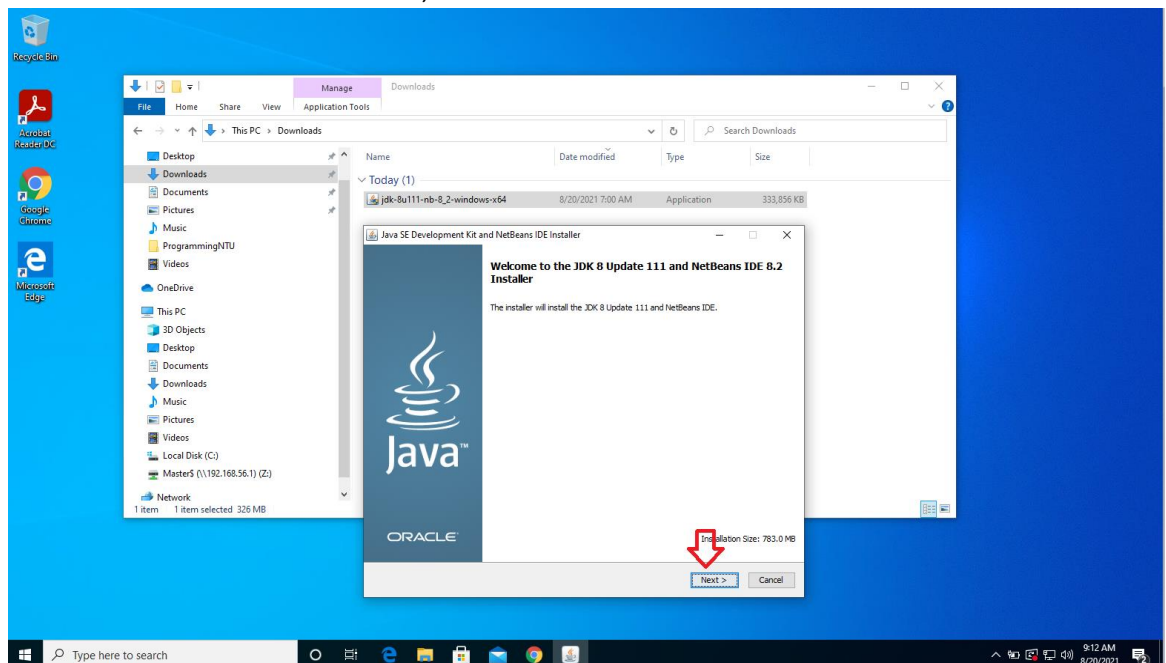 Recycle Bin
Acrobat
Reader DC
Google
Chrome
Microsoft
Edge
Manage
Downloads
File
Home
Share
View
Application Tools
This PC > Downloads
Search Downloads
Desktop
Downloads
Documents
Pictures
Music
ProgrammingNTU
Videos
OneDrive
This PC
3D Objects
Desktop
Documents
Downloads
Music
Pictures
Videos
Local Disk (C:)
Master$ (\\192.168.56.1) (Z:)
Network
Name
Date modified
Type
Size
Today (1)
jdk-8u111-nb-8_2-windows-x64
8/20/2021 7:00 AM
Application
333,856 KB
1 item
1 item selected 326 MB
Java SE Development Kit and NetBeans IDE Installer
Welcome to the JDK 8 Update 111 and NetBeans IDE 8.2
Installer
The installer will install the JDK 8 Update 111 and NetBeans IDE.
Java™
ORACLE
Installation Size: 783.0 MB
Next >
Cancel
Type here to search
9:12 AM
8/20/2021